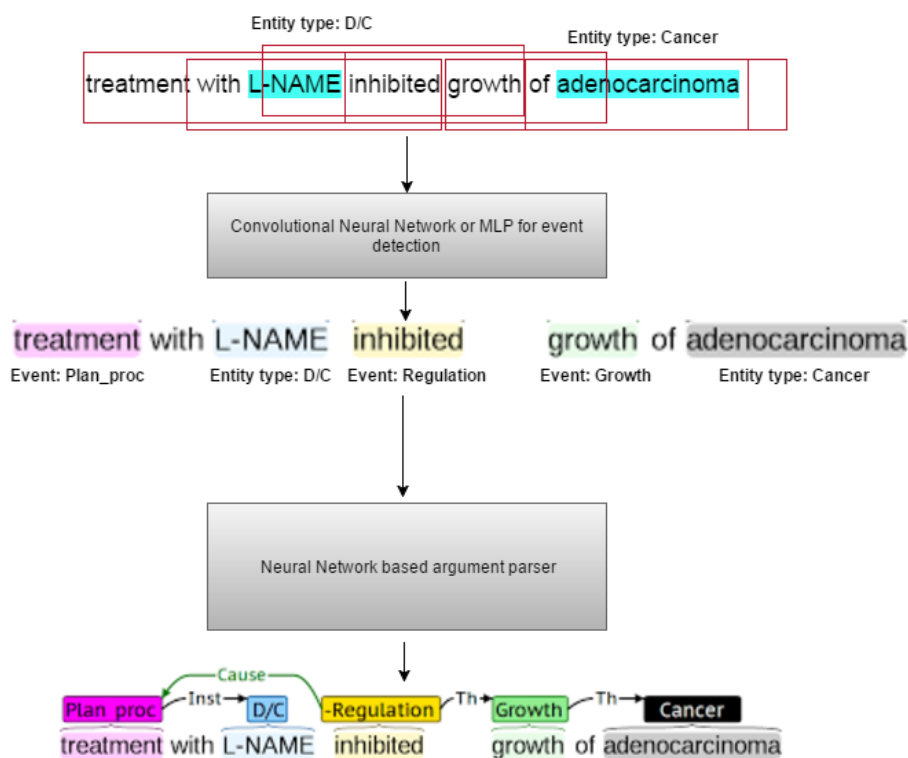 Entity type: D/C
Entity type: Cancer
treatment with L-NAME inhibited growth of adenocarcinoma
Convolutional Neural Network or MLP for event
detection
treatment with L-NAME inhibited growth of adenocarcinoma
Event: Plan_proc Entity type: D/C Event: Regulation Event: Growth Entity type: Cancer
Neural Network based argument parser
Cause
Plan proc Inst D/C -Regulation Th Growth Th Cancer
treatment with L-NAME inhibited growth of adenocarcinoma